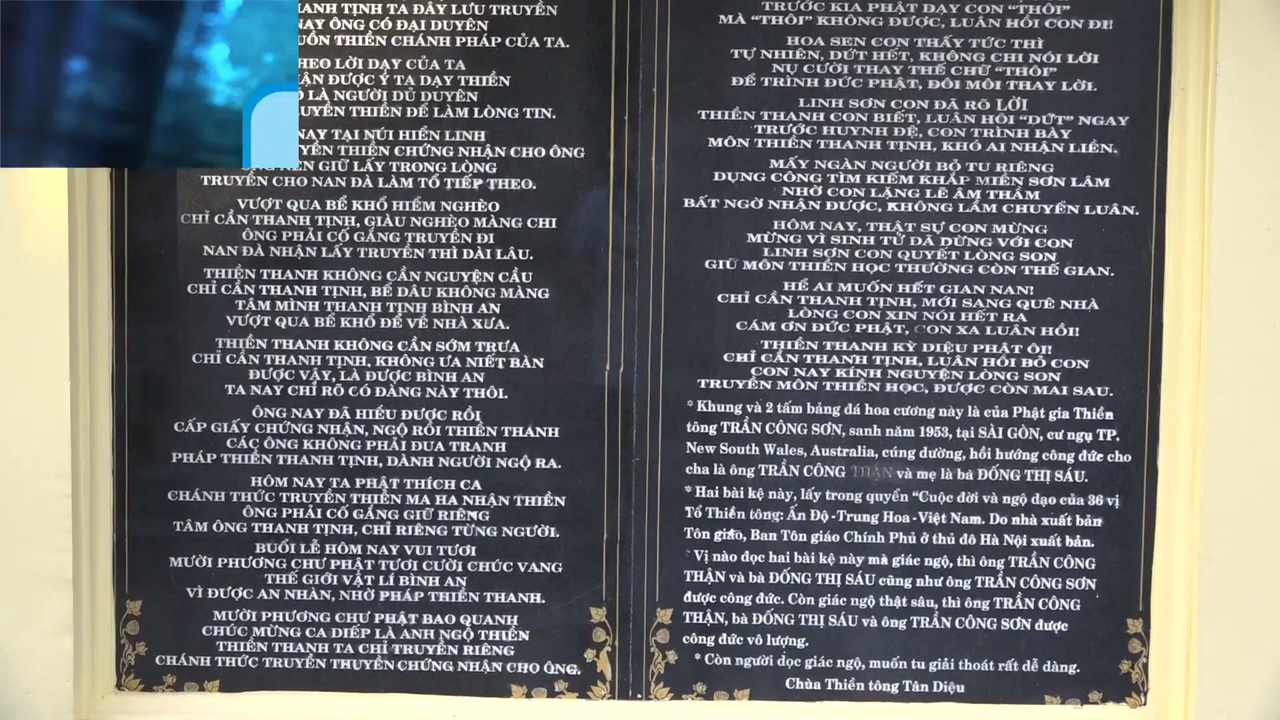 THANH TỊNH TA ĐÂY LƯU TRUYỀN
NAY ÔNG CÓ ĐẠI DUYÊN
THIỀN CHÁNH PHÁP CỦA TA.
THEO LỜI DẠY CỦA TA
ĐƯỢC Ý TA DẠY THIỀN
LÀ NGƯỜI DỦ DUYÊN
THIỀN ĐỂ LÀM LÒNG TIN.
NAY TẠI NÚI HIỂN LINH
THIỀN CHỨNG NHẬN CHO ÔNG
NÊN GIỮ LẤY TRONG LÒNG
TRUYỀN CHO NAN ĐÀ LÀM TỔ TIẾP THEO.
VƯỢT QUA BỂ KHỔ HIỂM NGHÈO
CHỈ CẦN THANH TỊNH, GIÀU NGHÈO MÀNG CHI
ÔNG PHẢI CỐ GẮNG TRUYỀN ĐI
NAN ĐÀ NHẬN LẤY TRUYỀN THÌ DÀI LÂU.
THIỀN THANH KHÔNG CẦN NGUYỆN CẦU
CHỈ CẦN THANH TỊNH, BỂ DÂU KHÔNG MÀNG
TÂM MÌNH THANH TỊNH BÌNH AN
VƯỢT QUA BỂ KHỔ ĐỂ VỀ NHÀ XƯA.
THIỀN THANH KHÔNG CẦN SỚM TRƯA
CHỈ CẦN THANH TỊNH, KHÔNG ƯA NIẾT BÀN
ĐƯỢC VẬY, LÀ ĐƯỢC BÌNH AN
TA NAY CHỈ RÕ CÓ ĐÀNG NÀY THÔI.
ÔNG NAY ĐÃ HIỂU ĐƯỢC RỒI
CẤP GIẤY CHỨNG NHẬN, NGỘ RỒI THIỀN THANH
CÁC ÔNG KHÔNG PHẢI ĐUA TRANH
PHÁP THIỀN THANH TỊNH, DÀNH NGƯỜI NGỘ RA.
HÔM NAY TA PHẬT THÍCH CA
CHÁNH THỨC TRUYỀN THIỀN MA HA NHẬN THIỀN
ÔNG PHẢI CỐ GẮNG GIỮ RIÊNG
TÂM ÔNG THANH TỊNH, CHỈ RIÊNG TỪNG NGƯỜI.
BUỔI LỄ HÔM NAY VUI TƯƠI
MƯỜI PHƯƠNG CHƯ PHẬT TƯƠI CƯỜI CHÚC VANG
THẾ GIỚI VẬT LÍ BÌNH AN
VÌ ĐƯỢC AN NHÀN, NHỜ PHÁP THIỀN THANH.
MƯỜI PHƯƠNG CHƯ PHẬT BAO QUANH
CHÚC MỪNG CA DIẾP LÀ ANH NGỘ THIỀN
THIỀN THANH TA CHỈ TRUYỀN RIÊNG
CHÁNH THỨC TRUYỀN THUYỀN CHỨNG NHẬN CHO ÔNG.
TRƯỚC KIA PHẬT DẠY CON “THÔI”
MÀ “THÔI” KHÔNG ĐƯỢC, LUÂN HỒI CON ĐI!
HOA SEN CON THẤY TỨC THÌ
TỰ NHIÊN, DỨT HẾT, KHÔNG CHI NÓI LỜI
NỤ CƯỜI THAY THẾ CHỮ “THÔI”
ĐỂ TRÌNH ĐỨC PHẬT, ĐÔI MÔI THAY LỜI.
LINH SƠN CON ĐÃ RÕ LỜI
THIỀN THANH CON BIẾT, LUÂN HỒI “DỨT” NGAY
TRƯỚC HUYNH ĐỆ, CON TRÌNH BÀY
MÔN THIỀN THANH TỊNH, KHÓ AI NHẬN LIỀN.
MẤY NGÀN NGƯỜI BỎ TU RIÊNG
DỤNG CÔNG TÌM KIẾM KHẮP MIỀN SƠN LÂM
NHỜ CON LẶNG LẼ ÂM THẦM
BẤT NGỜ NHẬN ĐƯỢC, KHÔNG LẦM CHUYỂN LUÂN.
HÔM NAY, THẬT SỰ CON MỪNG
MỪNG VÌ SINH TỬ ĐÃ DỪNG VỚI CON
LINH SƠN CON QUYẾT LÒNG SON
GIỮ MÔN THIỀN HỌC THƯỜNG CÒN THẾ GIAN.
HỄ AI MUỐN HẾT GIAN NAN!
CHỈ CẦN THANH TỊNH, MỚI SANG QUÊ NHÀ
LÒNG CON XIN NÓI HẾT RA
CÁM ƠN ĐỨC PHẬT, CON XA LUÂN HỒI!
THIỀN THANH KỲ DIỆU PHẬT ÔI!
CHỈ CẦN THANH TỊNH, LUÂN HỒI BỎ CON
CON NAY KÍNH NGUYỆN LÒNG SON
TRUYỀN MÔN THIỀN HỌC, ĐƯỢC CÒN MAI SAU.
* Khung và 2 tấm bảng đá hoa cương này là của Phật gia Thiền
tông TRẦN CÔNG SƠN, sanh năm 1953, tại SÀI GÒN, cư ngụ TP.
New South Wales, Australia, cúng dường, hồi hướng công đức cho
cha là ông TRẦN CÔNG THẬN và mẹ là bà ĐỐNG THỊ SÁU.
* Hai bài kệ này, lấy trong quyển “Cuộc đời và ngộ dạo của 36 vị
Tổ Thiền tông: Ấn Độ -Trung Hoa -Việt Nam. Do nhà xuất bản
Tôn giáo, Ban Tôn giáo Chính Phủ ở thủ đô Hà Nội xuất bản.
* Vị nào dọc hai bài kệ này mà giác ngộ, thì ông TRẦN CÔNG
THẬN và bà ĐỐNG THỊ SÁU cũng như ông TRẦN CÔNG SƠN
được công đức. Còn giác ngộ thật sâu, thì ông TRẦN CÔNG
THẬN, bà ĐỐNG THỊ SÁU và ông TRẦN CÔNG SƠN được
công đức vô lượng.
* Còn người dọc giác ngộ, muốn tu giải thoát rất dễ dàng.
Chùa Thiền tông Tân Diệu